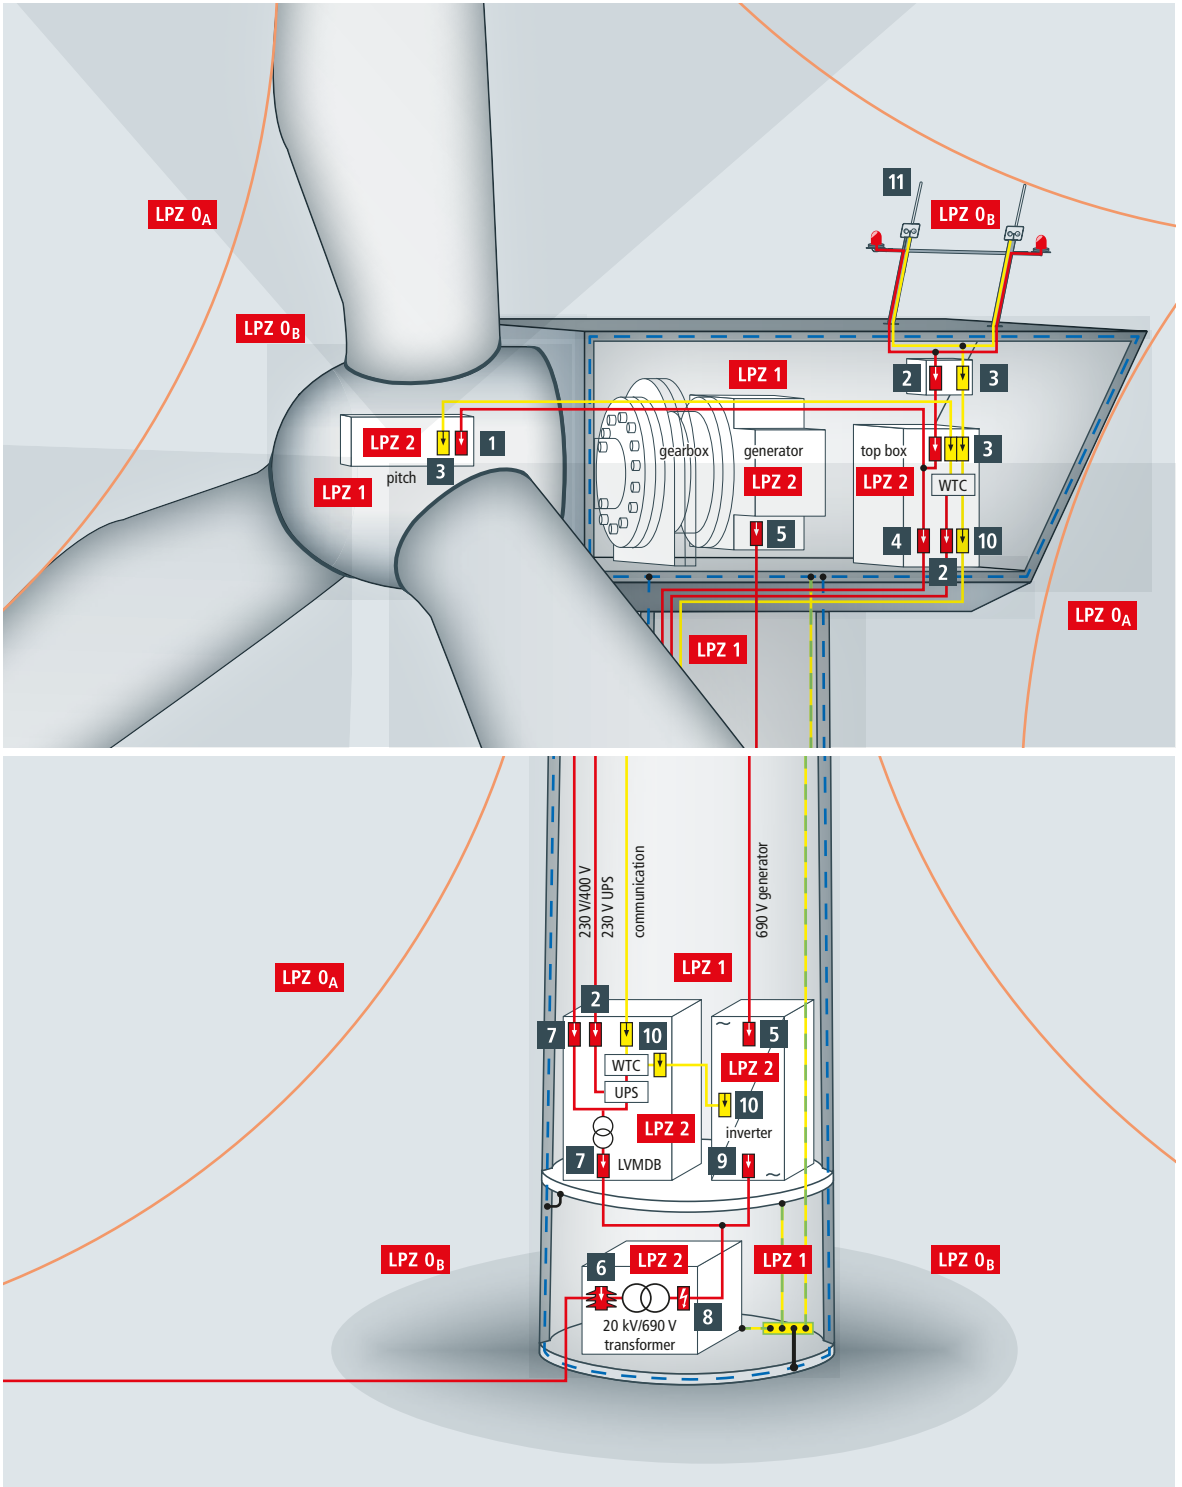 11
LPZ 0A
LPZ 0B
LPZ 0B
LPZ 1
2
3
LPZ 2
1
3
pitch
LPZ 1
gearbox
generator
LPZ 2
5
top box
3
LPZ 2
WTC
4
10
2
LPZ 0A
LPZ 1
230 V/400 V
230 V UPS
communication
690 V generator
LPZ 0A
LPZ 1
2
7
10
5
WTC
LPZ 2
UPS
10
LPZ 2
inverter
7
LVMDB
9
~
~
LPZ 0B
6
LPZ 2
LPZ 1
LPZ 0B
8
20 kV/690 V
transformer